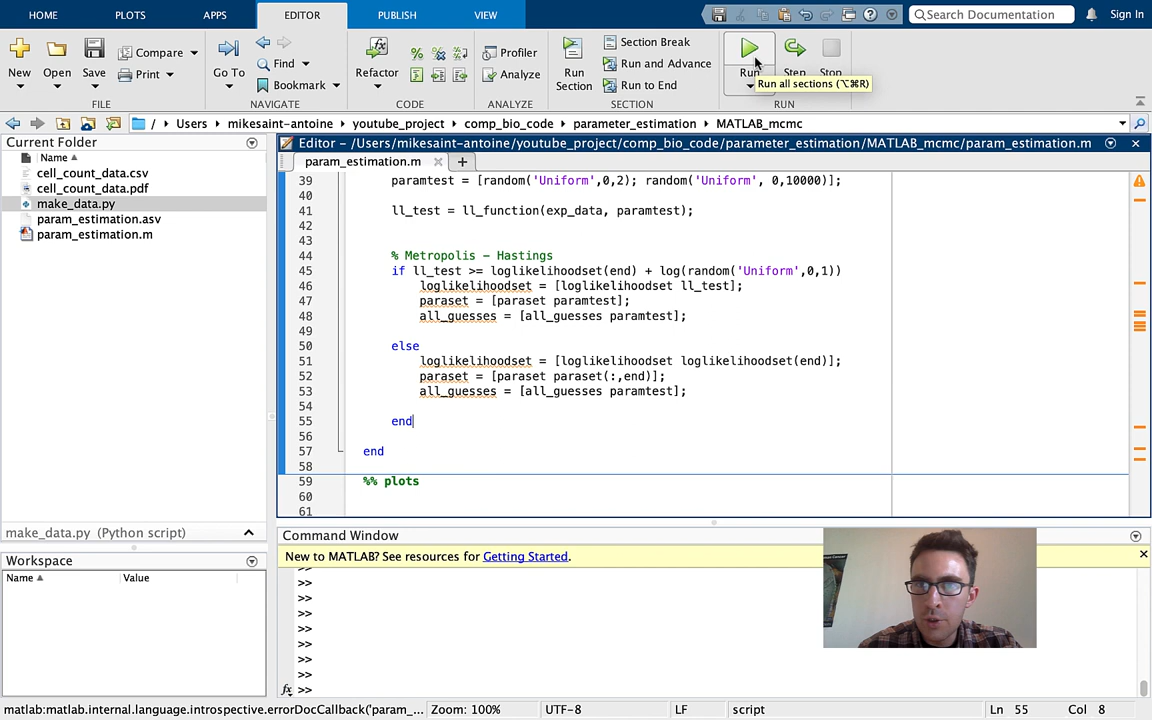 HOME PLOTS APPS EDITOR PUBLISH VIEW Search Documentation Sign In
New Open Save Compare Print Go To Find Bookmark Refactor Profiler Analyze Run Section Section Break Run and Advance Run to End Run Step Stop
Run all sections (⌥⌘R)
FILE NAVIGATE CODE ANALYZE SECTION RUN
/ ▸ Users ▸ mikesaint-antoine ▸ youtube_project ▸ comp_bio_code ▸ parameter_estimation ▸ MATLAB_mcmc
Current Folder
Name ▲
cell_count_data.csv
cell_count_data.pdf
make_data.py
param_estimation.asv
param_estimation.m
make_data.py (Python script)
Workspace
Name ▲ Value
Editor – /Users/mikesaint-antoine/youtube_project/comp_bio_code/parameter_estimation/MATLAB_mcmc/param_estimation.m
param_estimation.m
39 paramtest = [random('Uniform',0,2); random('Uniform', 0,10000)];
40
41 ll_test = ll_function(exp_data, paramtest);
42
43
44 % Metropolis – Hastings
45 if ll_test >= loglikelihoodset(end) + log(random('Uniform',0,1))
46 loglikelihoodset = [loglikelihoodset ll_test];
47 paraset = [paraset paramtest];
48 all_guesses = [all_guesses paramtest];
49
50 else
51 loglikelihoodset = [loglikelihoodset loglikelihoodset(end)];
52 paraset = [paraset paraset(:,end)];
53 all_guesses = [all_guesses paramtest];
54
55 end
56
57 end
58
59 %% plots
60
61
Command Window
New to MATLAB? See resources for Getting Started.
>>
>>
>>
>>
>>
>>
>>
fx >>
matlab:matlab.internal.language.introspective.errorDocCallback('param_... Zoom: 100% UTF-8 LF script Ln 55 Col 8